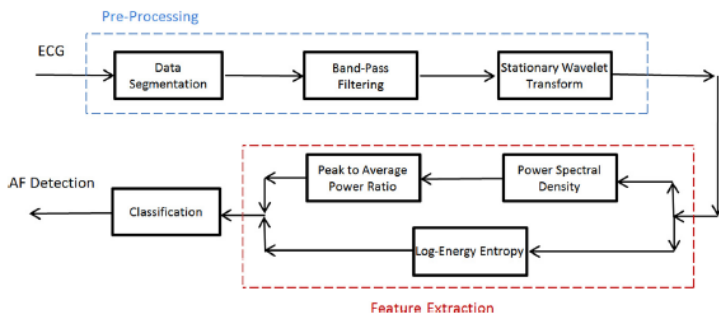 Pre-Processing
ECG
Data
Segmentation
Band-Pass
Filtering
Stationary Wavelet
Transform
Peak to Average
Power Ratio
Power Spectral
Density
AF Detection
Classification
Log-Energy Entropy
Feature Extraction